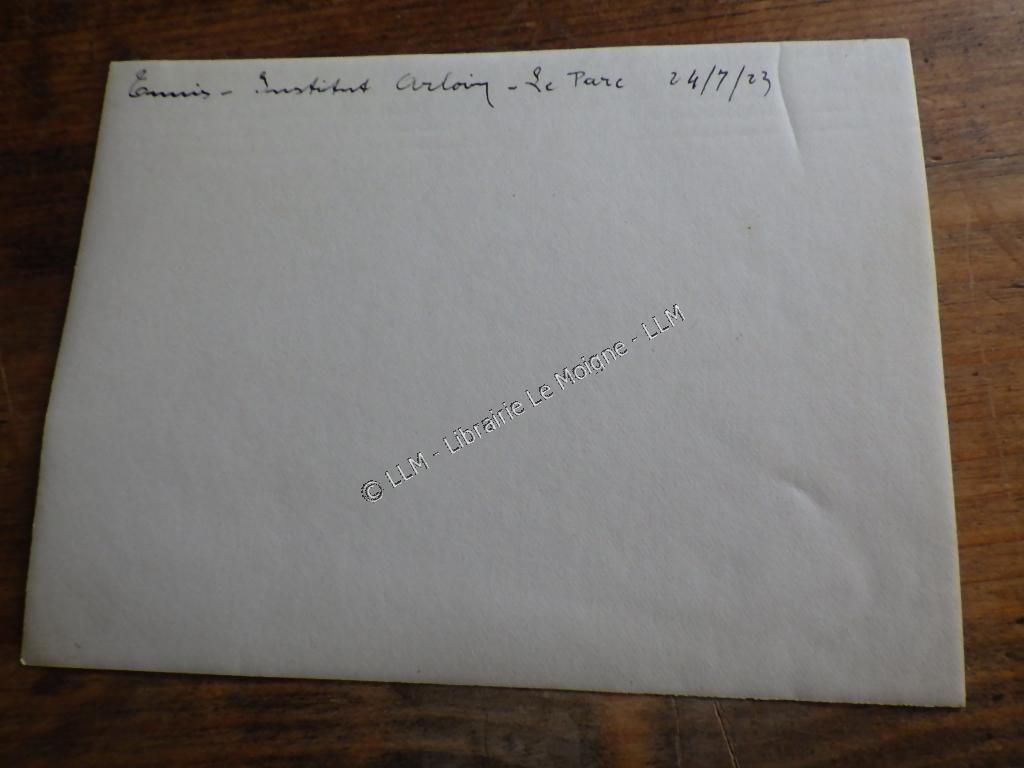 Tunis - Institut Arloing - Le Parc 24/7/23
© LLM - Librairie Le Moigne - LLM